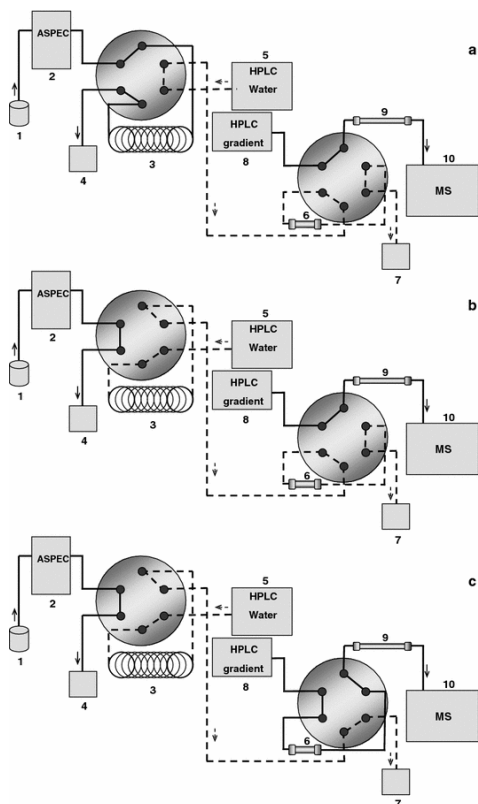 a
ASPEC
5
HPLC
Water
9
1
2
3
4
HPLC
gradient
8
10
MS
6
7
b
ASPEC
5
HPLC
Water
9
1
2
3
4
HPLC
gradient
8
10
MS
6
7
c
ASPEC
5
HPLC
Water
9
1
2
3
4
HPLC
gradient
8
10
MS
6
7